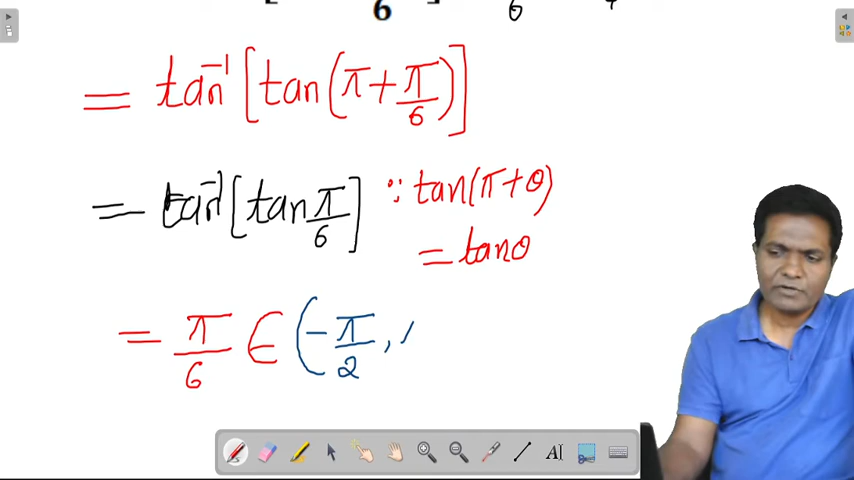 = tan⁻¹[tan(π+π/6)]
= tan⁻¹[tan π/6] ∵ tan(π+θ)
= tanθ
= π/6 ∈ (-π/2,